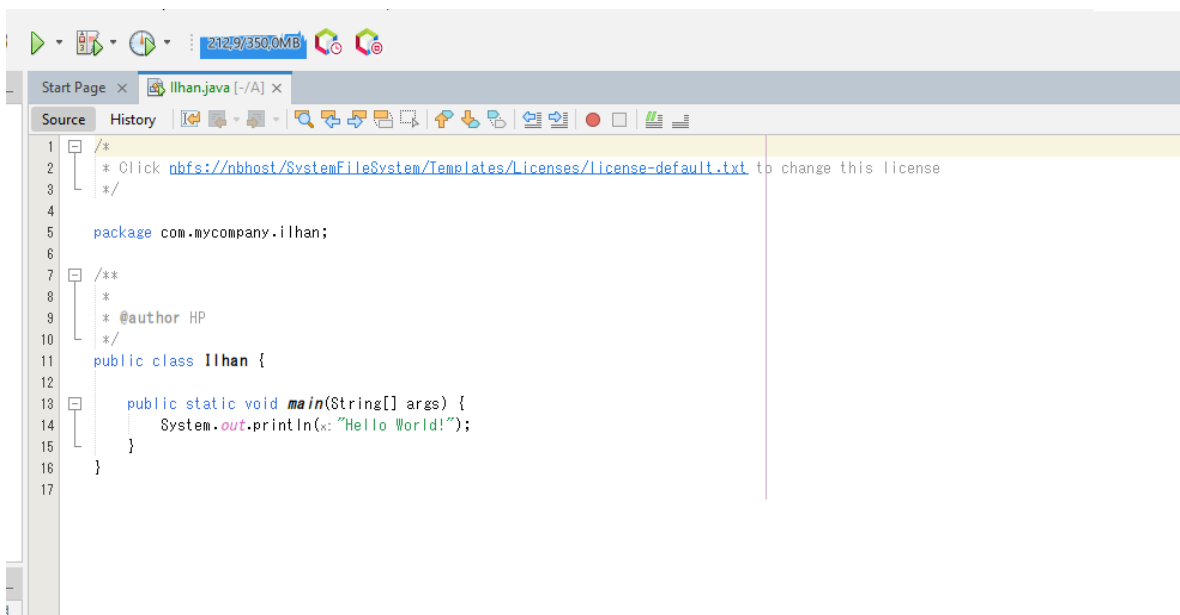 212,9/350,0MB
Start Page
Ilhan.java [-/A]
Source History
1 /*
2 * Click nbfs://nbhost/SystemFileSystem/Templates/Licenses/license-default.txt to change this license
3 */
4
5 package com.mycompany.ilhan;
6
7 /**
8 *
9 * @author HP
10 */
11 public class Ilhan {
12
13 public static void main(String[] args) {
14 System.out.println(x: "Hello World!");
15 }
16 }
17